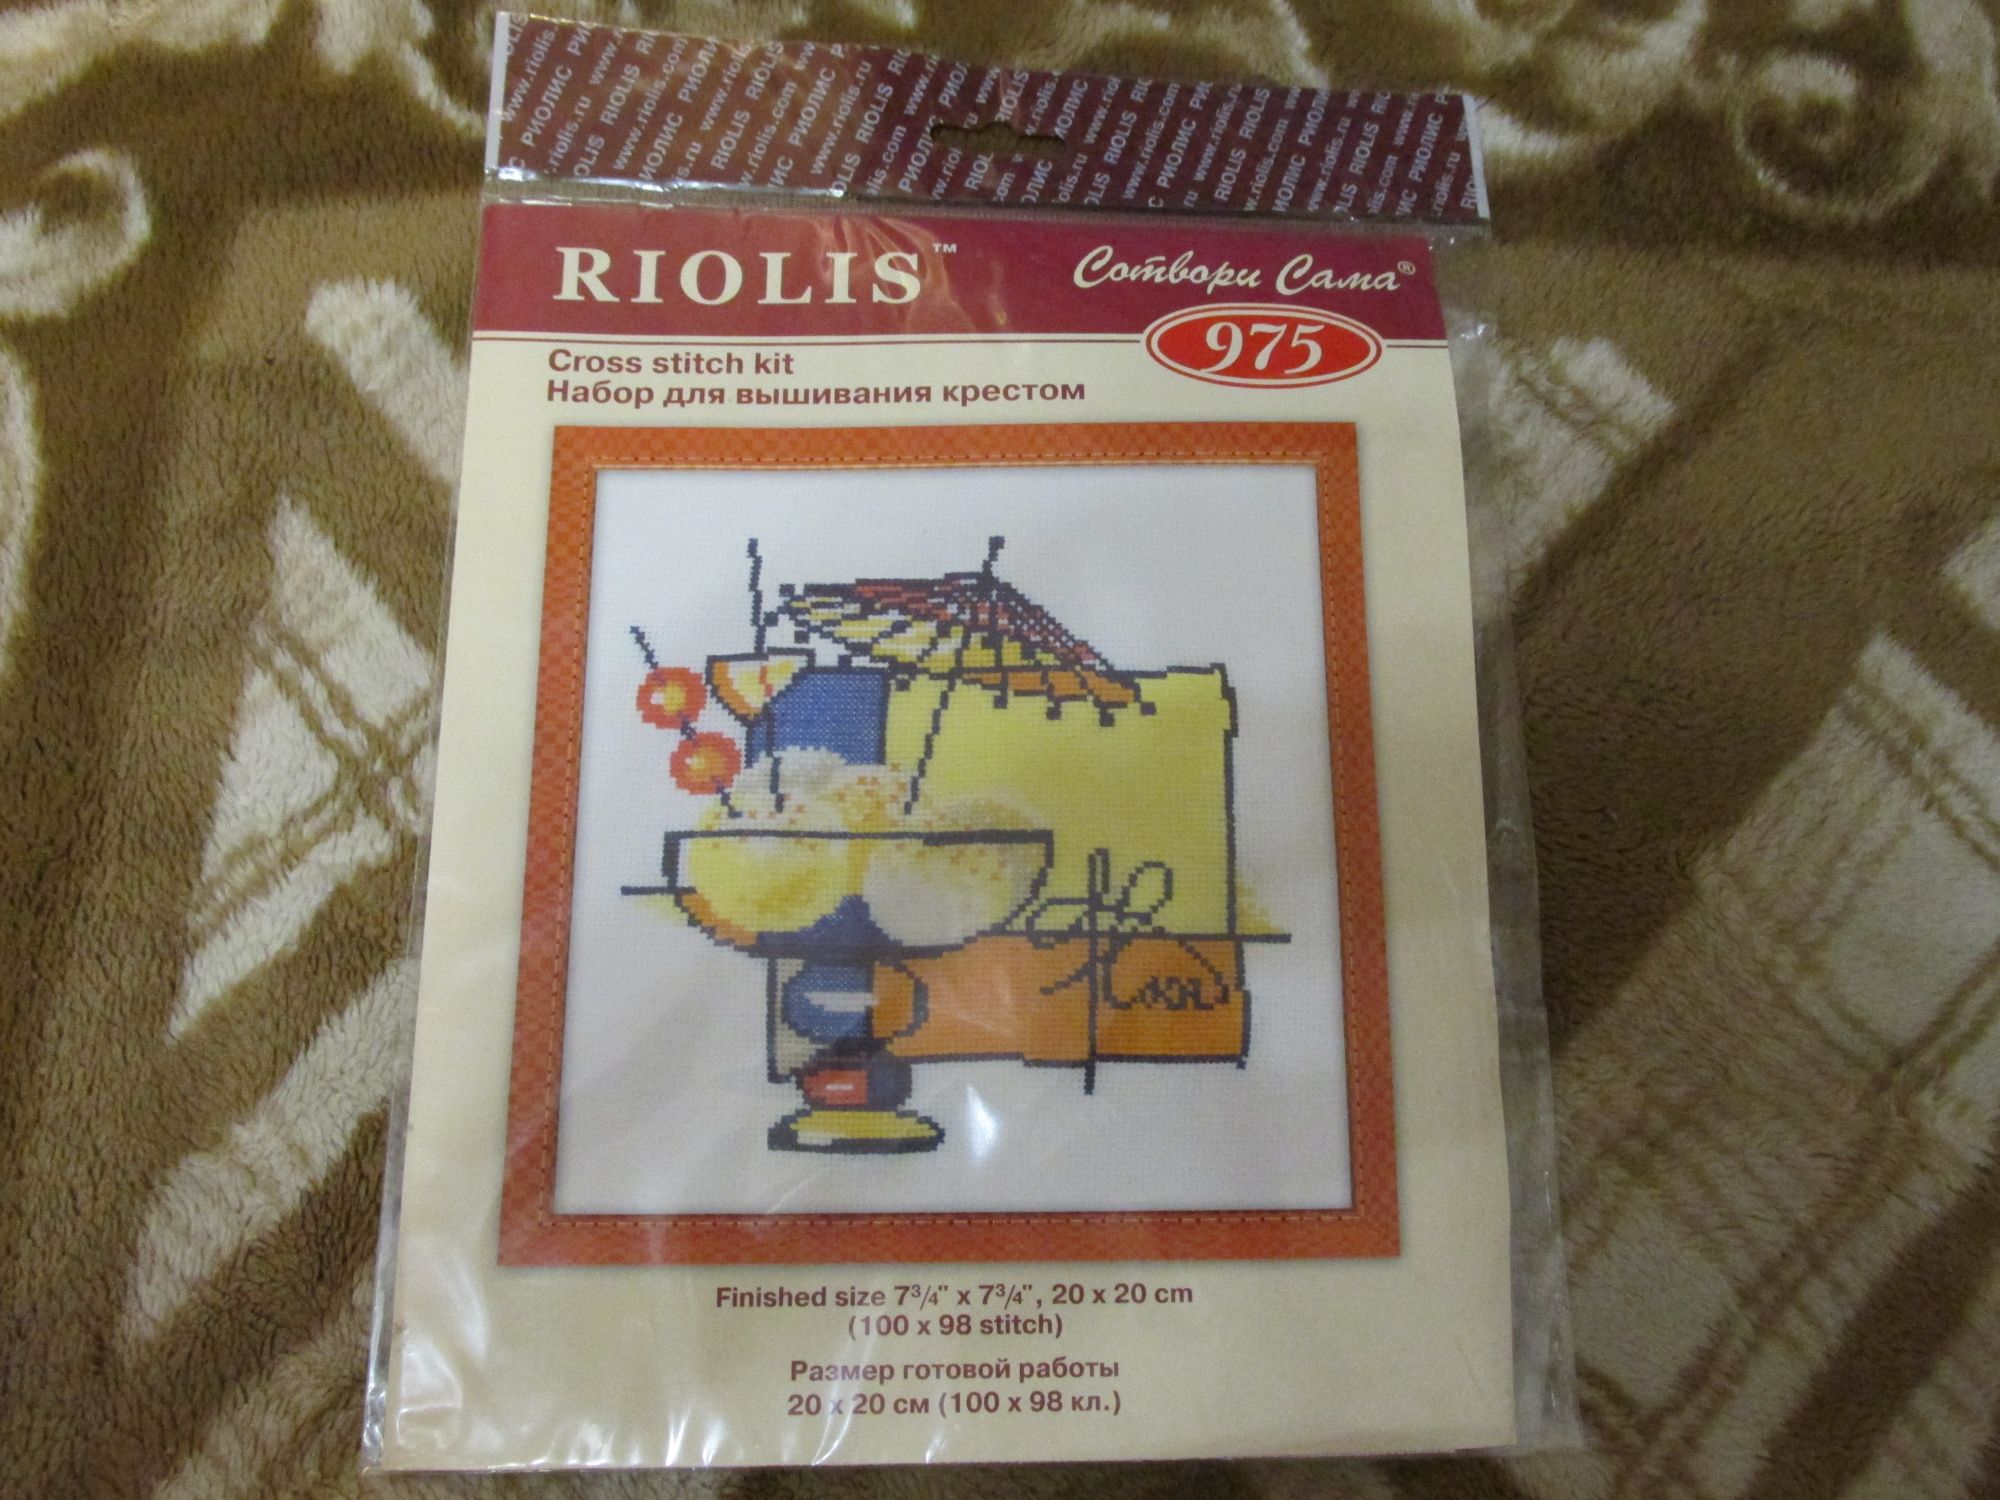 RIOLIS™
Сотвори Сама®
975
Cross stitch kit
Набор для вышивания крестом
Finished size 7¾" x 7¾", 20 x 20 cm
(100 x 98 stitch)
Размер готовой работы
20 x 20 см (100 x 98 кл.)